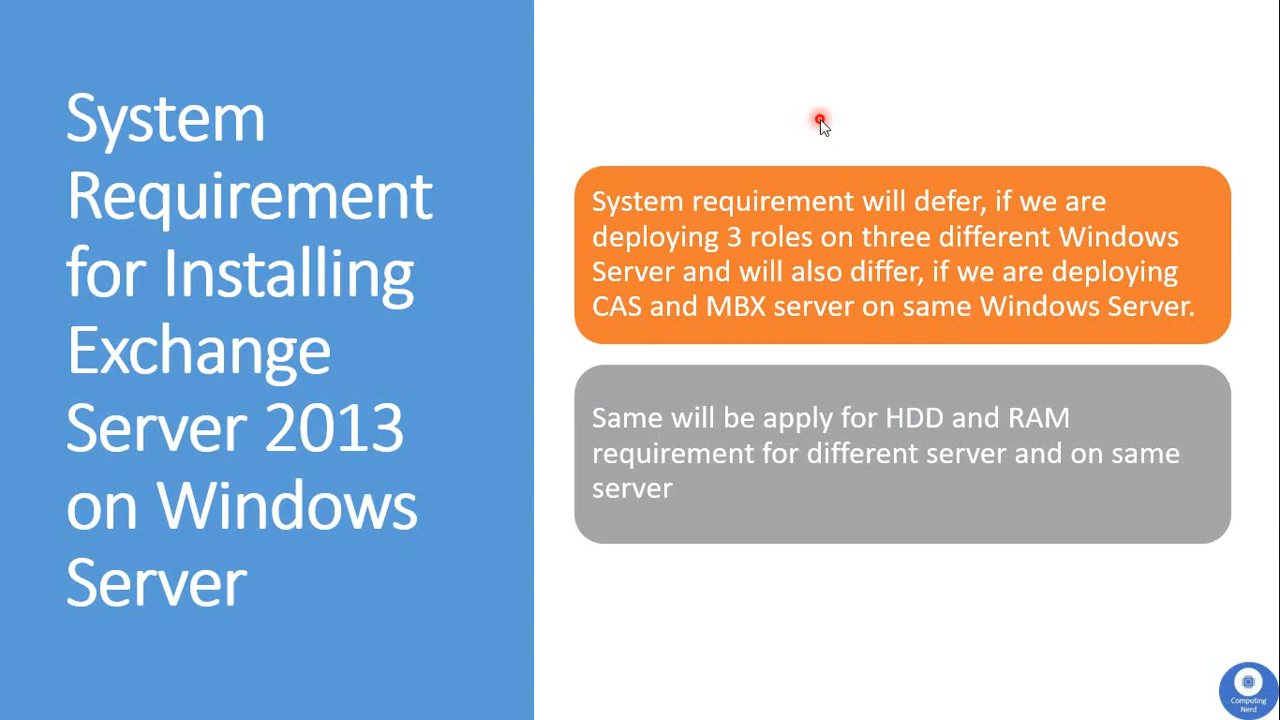 System
Requirement
for Installing
Exchange
Server 2013
on Windows
Server
System requirement will defer, if we are
deploying 3 roles on three different Windows
Server and will also differ, if we are deploying
CAS and MBX server on same Windows Server.
Same will be apply for HDD and RAM
requirement for different server and on same
server
Computing
Nerd